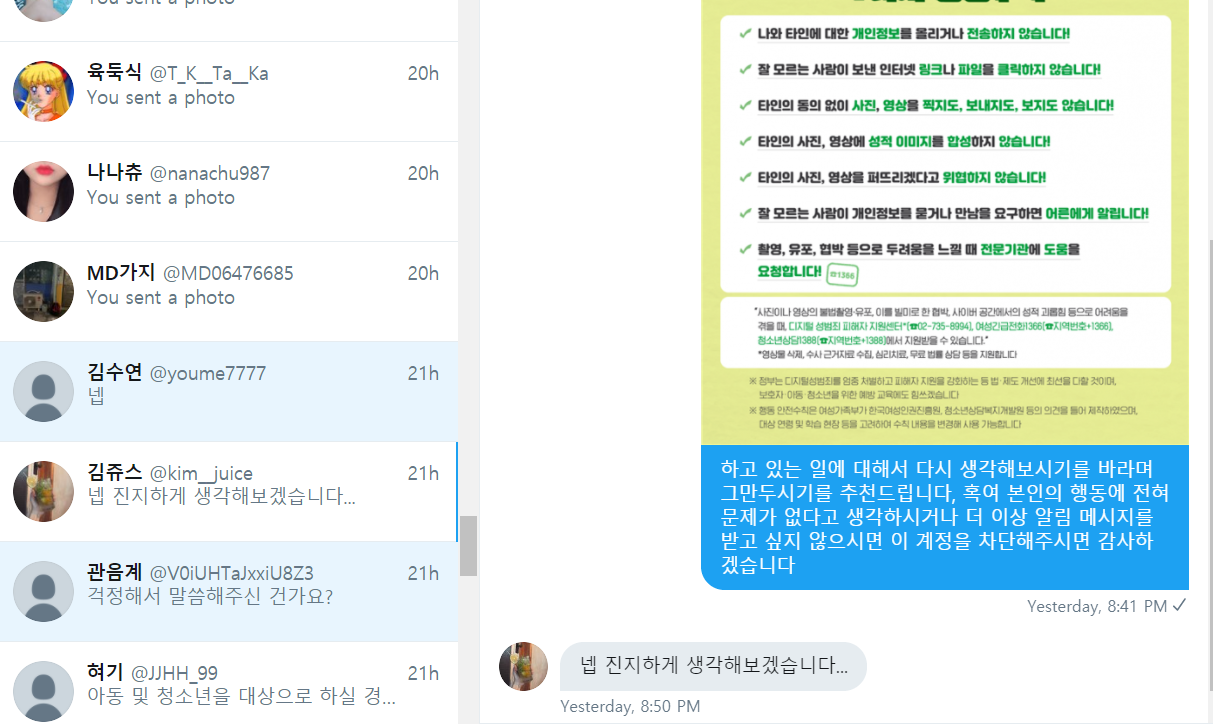 You sent a photo
육둑식 @T_K__Ta__Ka 20h
You sent a photo
나나츄 @nanachu987 20h
You sent a photo
MD가지 @MD06476685 20h
You sent a photo
김수연 @youme7777 21h
넵
김쥬스 @kim__juice 21h
넵 진지하게 생각해보겠습니다...
관음계 @V0iUHTaJxxiU8Z3 21h
걱정해서 말씀해주신 건가요?
혀기 @JJHH_99 21h
아동 및 청소년을 대상으로 하실 경...
나와 타인에 대한 개인정보를 올리거나 전송하지 않습니다!
잘 모르는 사람이 보낸 인터넷 링크나 파일을 클릭하지 않습니다!
타인의 동의 없이 사진, 영상을 찍지도, 보내지도, 보지도 않습니다!
타인의 사진, 영상에 성적 이미지를 합성하지 않습니다!
타인의 사진, 영상을 퍼뜨리겠다고 위협하지 않습니다!
잘 모르는 사람이 개인정보를 묻거나 만남을 요구하면 어른에게 알립니다!
촬영, 유포, 협박 등으로 두려움을 느낄 때 전문기관에 도움을
요청합니다! ☎1366
"사진이나 영상의 불법촬영·유포, 이를 빌미로 한 협박, 사이버 공간에서의 성적 괴롭힘 등으로 어려움을
겪을 때, 디지털 성범죄 피해자 지원센터*(☎02-735-8994), 여성긴급전화1366(☎지역번호+1366),
청소년상담1388(☎지역번호+1388)에서 지원받을 수 있습니다."
*영상물 삭제, 수사 근거자료 수집, 심리치료, 무료 법률 상담 등을 지원합니다
※ 정부는 디지털성범죄를 엄중 처벌하고 피해자 지원을 강화하는 등 법·제도 개선에 최선을 다할 것이며,
보호자·아동·청소년을 위한 예방 교육에도 힘쓰겠습니다
※ 행동 안전수칙은 여성가족부가 한국여성인권진흥원, 청소년상담복지개발원 등의 의견을 들어 제작하였으며,
대상 연령 및 학습 현장 등을 고려하여 수칙 내용을 변경해 사용 가능합니다
하고 있는 일에 대해서 다시 생각해보시기를 바라며
그만두시기를 추천드립니다, 혹여 본인의 행동에 전혀
문제가 없다고 생각하시거나 더 이상 알림 메시지를
받고 싶지 않으시면 이 계정을 차단해주시면 감사하
겠습니다
Yesterday, 8:41 PM
넵 진지하게 생각해보겠습니다...
Yesterday, 8:50 PM